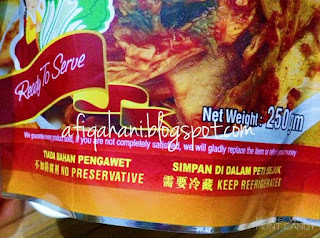 Ready To Serve
Net Weight: 250gm
afiqahani.blogspot.com
We guarantee every product sold, if you are not completely satisfied, we will gladly replace the item or refund your money
TIADA BAHAN PENGAWET
不加防腐剂 NO PRESERVATIVE
SIMPAN DI DALAM PETI SEJUK
需要冷藏 KEEP REFRIGERATED